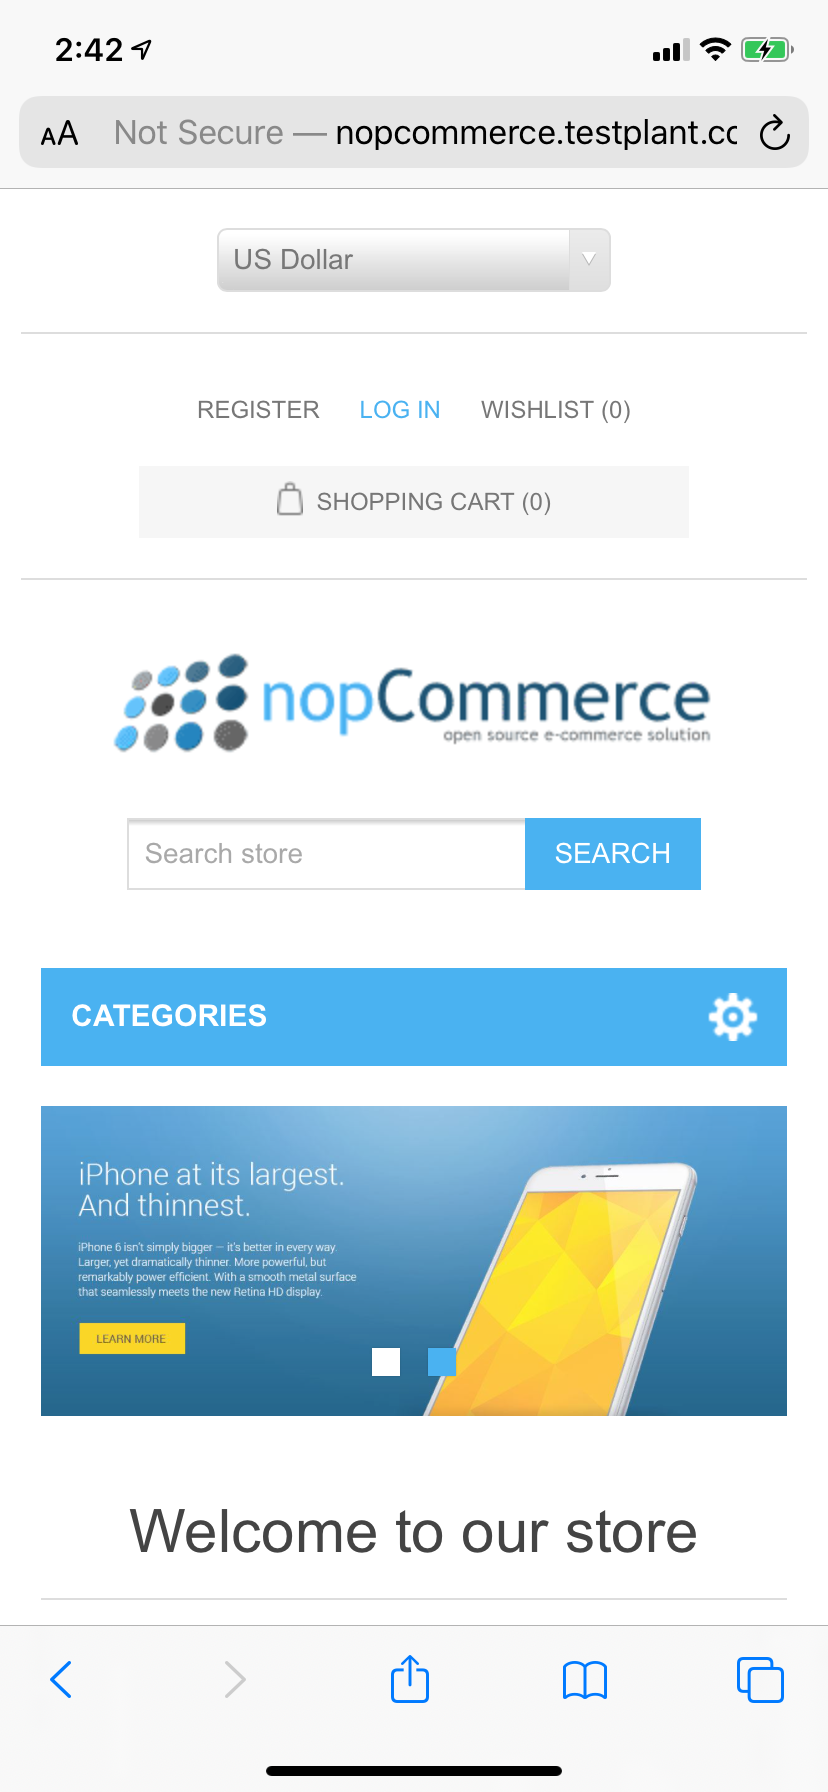 2:42
AA Not Secure — nopcommerce.testplant.cc
US Dollar
REGISTER LOG IN WISHLIST (0)
SHOPPING CART (0)
nopCommerce
open source e-commerce solution
Search store SEARCH
CATEGORIES
iPhone at its largest.
And thinnest.
iPhone 6 isn't simply bigger – it's better in every way.
Larger, yet dramatically thinner. More powerful, but
remarkably power efficient. With a smooth metal surface
that seamlessly meets the new Retina HD display.
LEARN MORE
Welcome to our store